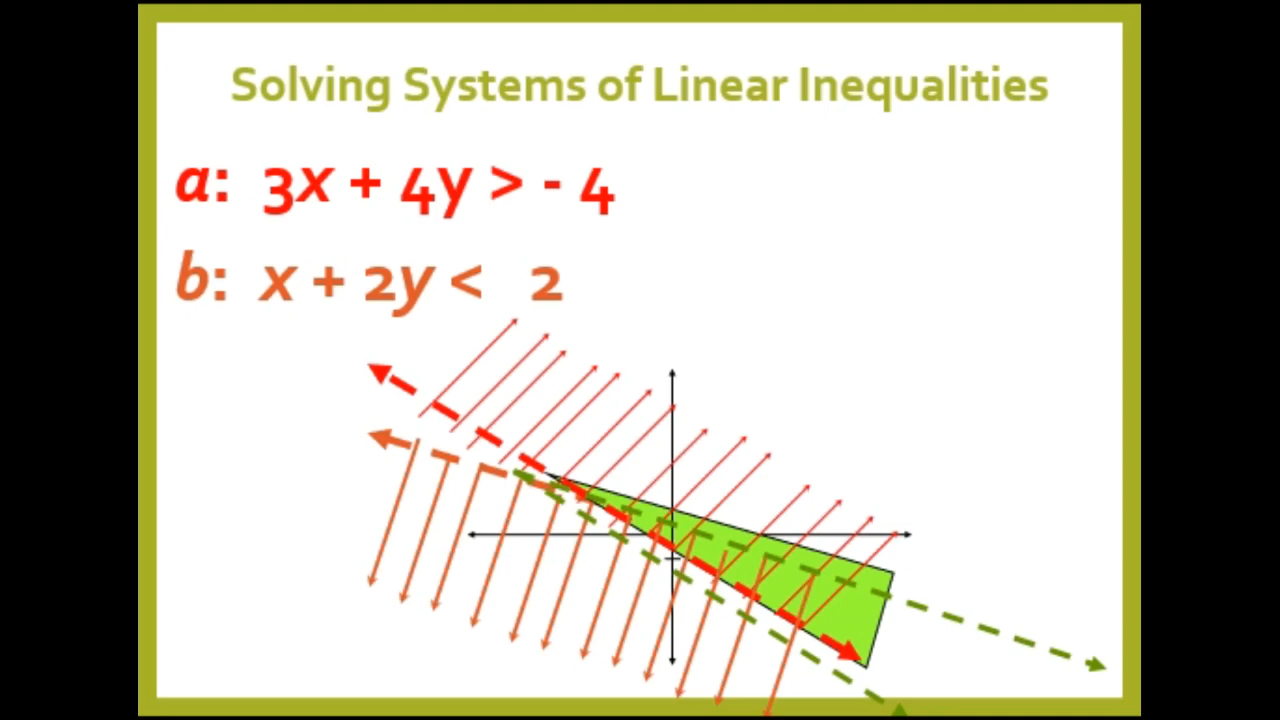 Solving Systems of Linear Inequalities
a: 3x + 4y > - 4
b: x + 2y < 2